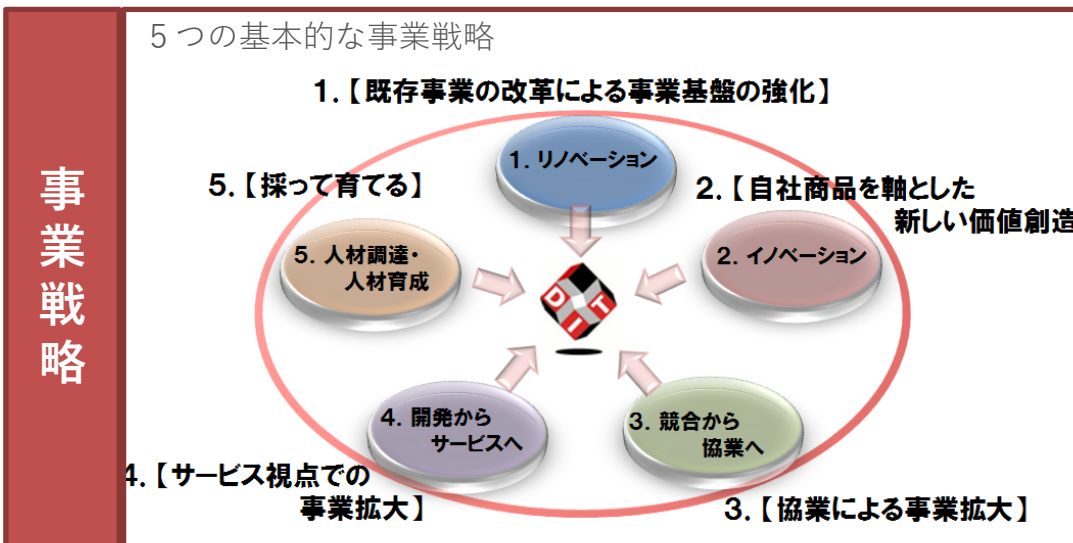 事業戦略
5つの基本的な事業戦略
1.【既存事業の改革による事業基盤の強化】
1. リノベーション
5.【採って育てる】
2.【自社商品を軸とした
新しい価値創造
5. 人材調達・
人材育成
2. イノベーション
D I T
4. 開発から
サービスへ
3. 競合から
協業へ
4.【サービス視点での
事業拡大】
3.【協業による事業拡大】